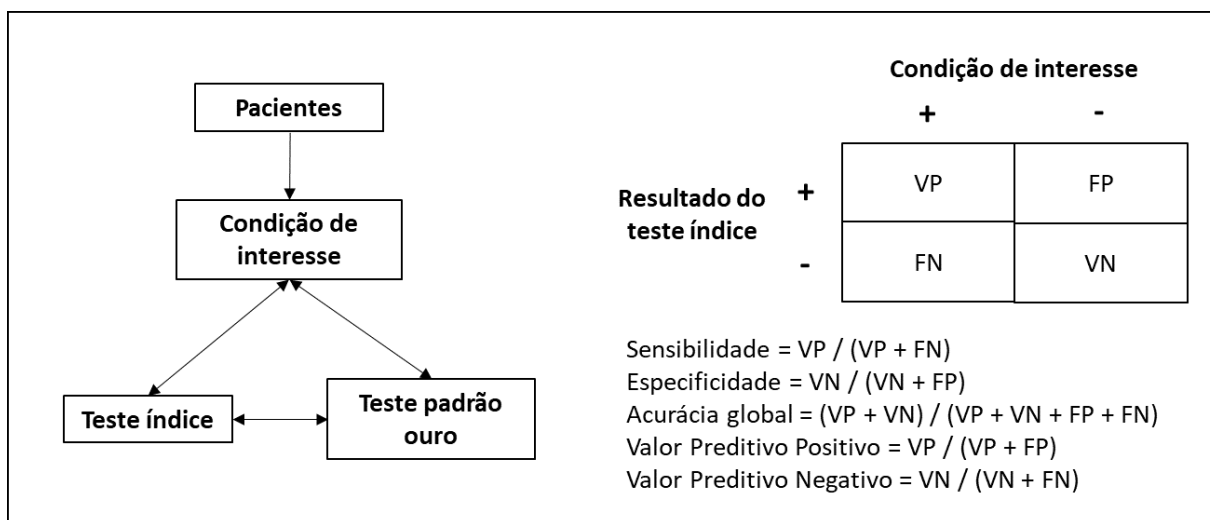 Pacientes
Condição de
interesse
Teste índice
Teste padrão
ouro
Condição de interesse
+ -
Resultado do
teste índice
+
-
VP FP
FN VN
Sensibilidade = VP / (VP + FN)
Especificidade = VN / (VN + FP)
Acurácia global = (VP + VN) / (VP + VN + FP + FN)
Valor Preditivo Positivo = VP / (VP + FP)
Valor Preditivo Negativo = VN / (VN + FN)